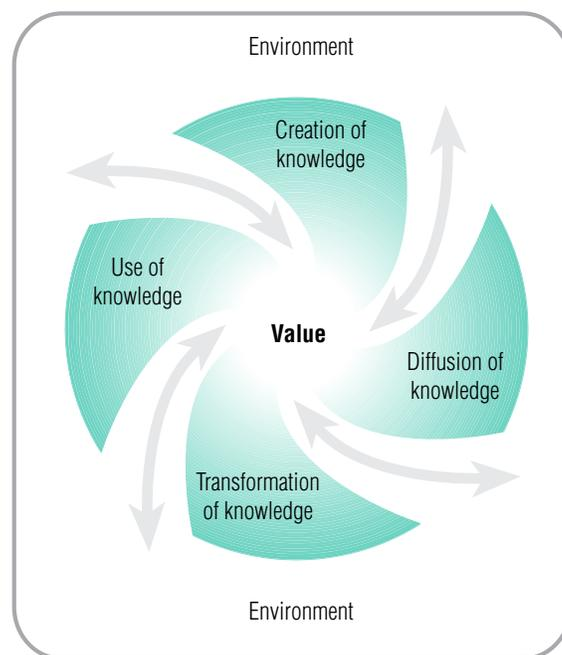 Environment
Creation of
knowledge
Use of
knowledge
Value
Diffusion of
knowledge
Transformation
of knowledge
Environment